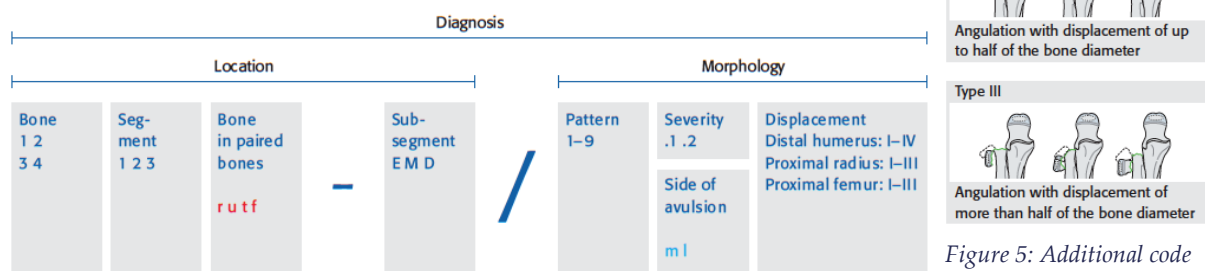 Diagnosis
Location
Morphology
Bone
1 2
3 4
Seg-
ment
1 2 3
Bone
in paired
bones
r u t f
–
Sub-
segment
E M D
/
Pattern
1–9
Severity
.1 .2
Side of
avulsion
m l
Displacement
Distal humerus: I–IV
Proximal radius: I–III
Proximal femur: I–III
Angulation with displacement of up
to half of the bone diameter
Type III
Angulation with displacement of
more than half of the bone diameter
Figure 5: Additional code